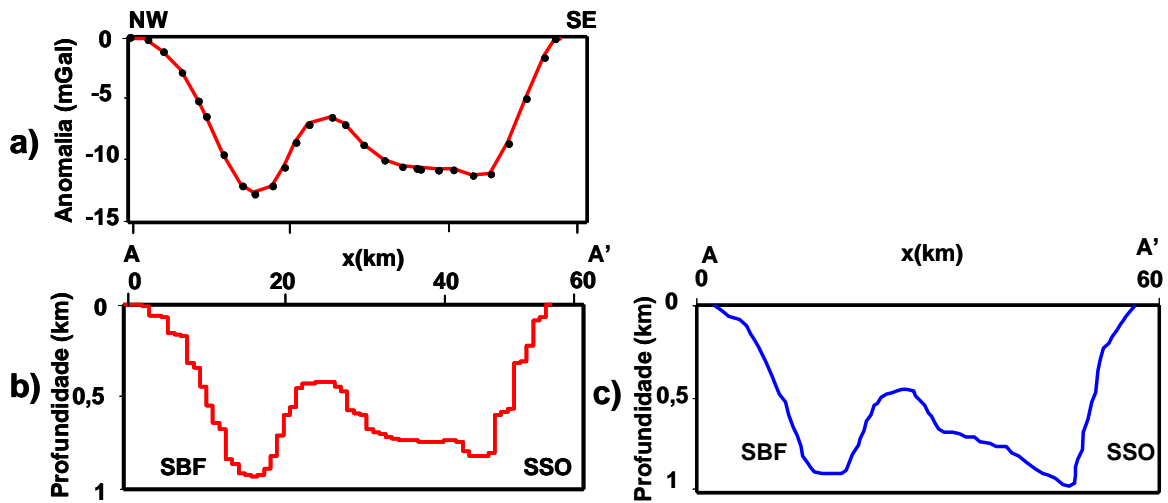 NW SE
0
-5
-10
-15
Anomalia (mGal)
a)
A x(km) A'
0 20 40 60
0
0,5
1
Profundidade (km)
b)
SBF SSO
A x(km) A'
0 60
0
0,5
1
Profundidade (km)
c)
SBF SSO